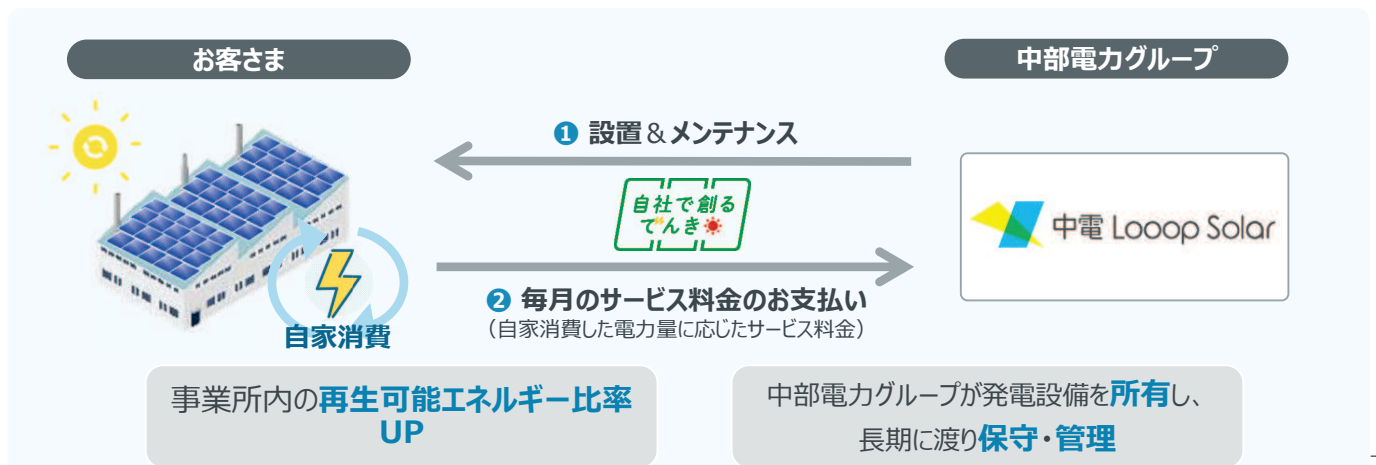 お客さま
中部電力グループ
❶ 設置&メンテナンス
自社で創る
でんき
中電 Looop Solar
❷ 毎月のサービス料金のお支払い
（自家消費した電力量に応じたサービス料金）
自家消費
事業所内の再生可能エネルギー比率
UP
中部電力グループが発電設備を所有し、
長期に渡り保守・管理